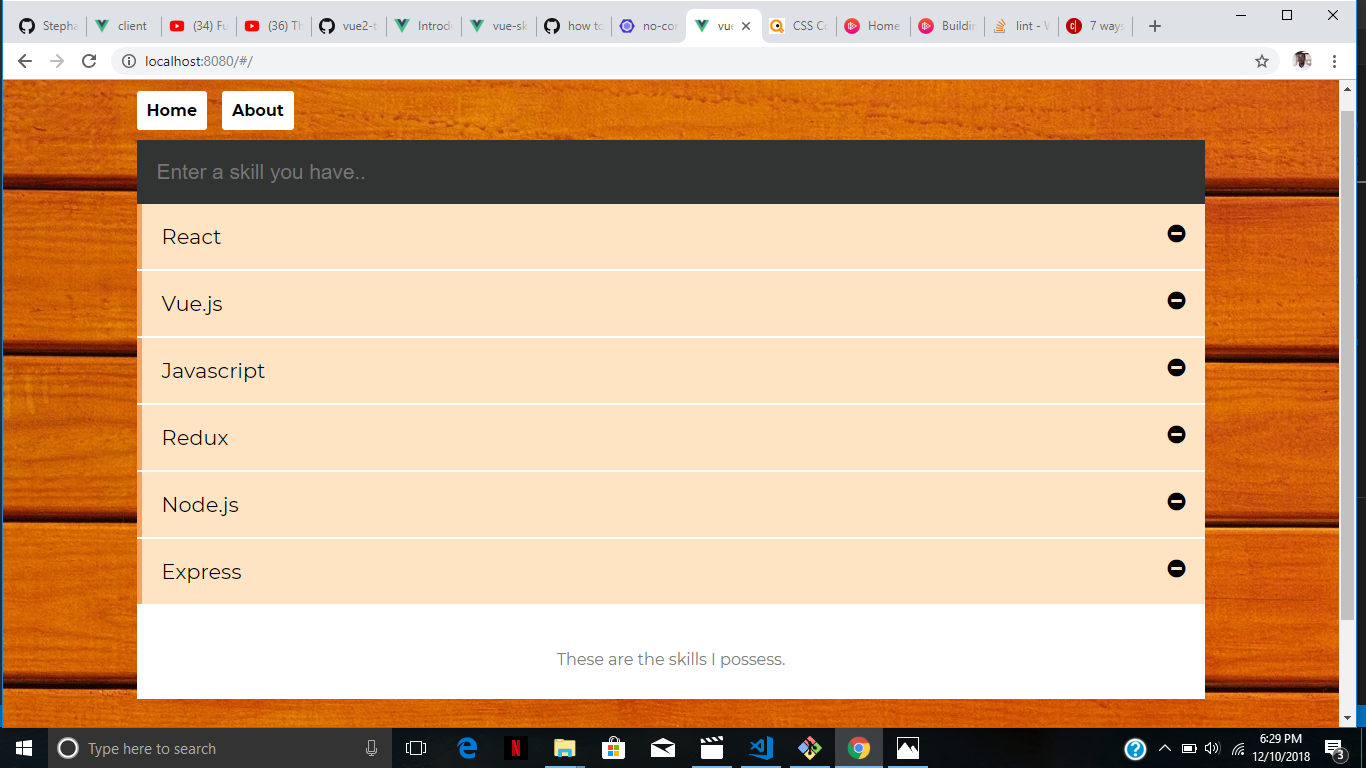 Stepha
client
(34) Fu
(36) Th
vue2-t
Introdu
vue-sk
how to
no-con
vue
CSS Co
Home
Buildin
lint - V
7 ways
localhost:8080/#/
Home
About
Enter a skill you have..
React
Vue.js
Javascript
Redux
Node.js
Express
These are the skills I possess.
Type here to search
6:29 PM
12/10/2018
3